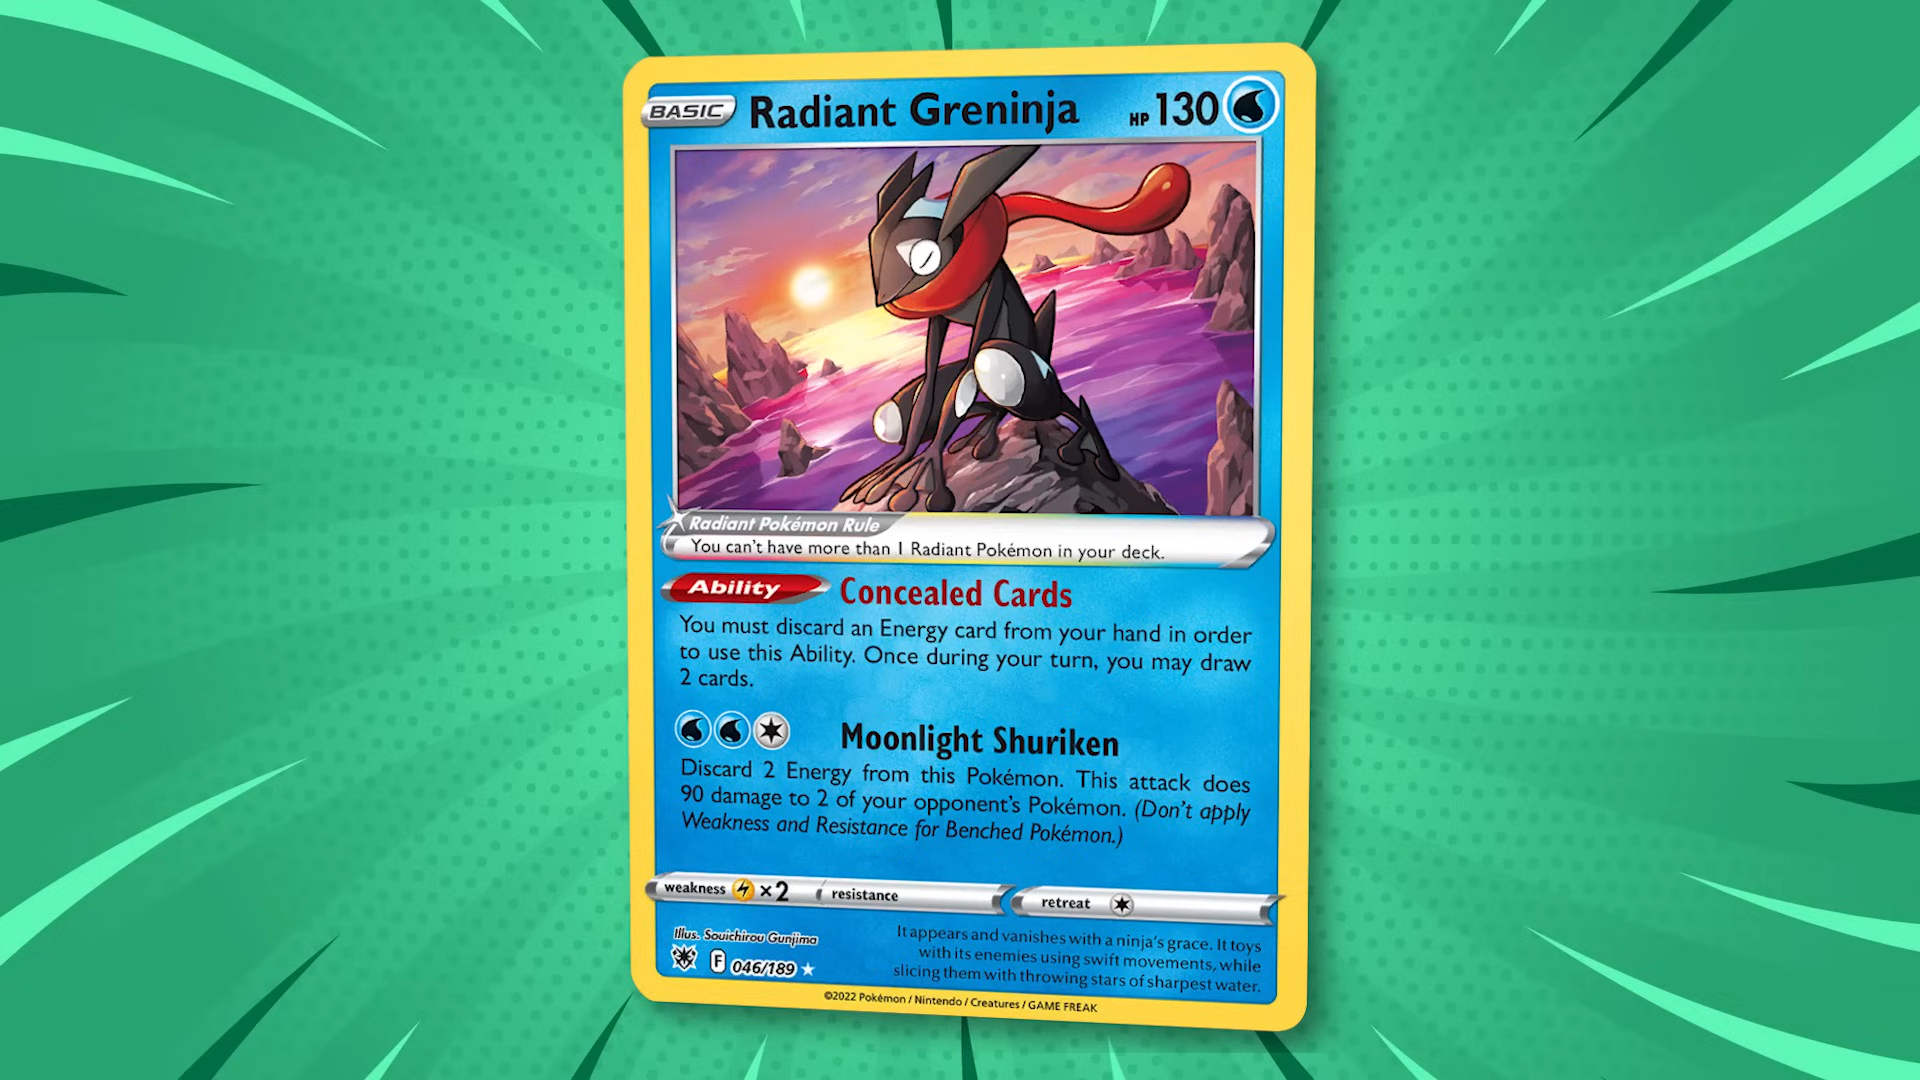 BASIC Radiant Greninja HP 130
Radiant Pokémon Rule
You can't have more than 1 Radiant Pokémon in your deck.
Ability Concealed Cards
You must discard an Energy card from your hand in order
to use this Ability. Once during your turn, you may draw
2 cards.
Moonlight Shuriken
Discard 2 Energy from this Pokémon. This attack does
90 damage to 2 of your opponent's Pokémon. (Don't apply
Weakness and Resistance for Benched Pokémon.)
weakness ×2 resistance retreat
Illus. Souichirou Gunjima
F 046/189
It appears and vanishes with a ninja's grace. It toys
with its enemies using swift movements, while
slicing them with throwing stars of sharpest water.
©2022 Pokémon / Nintendo / Creatures / GAME FREAK